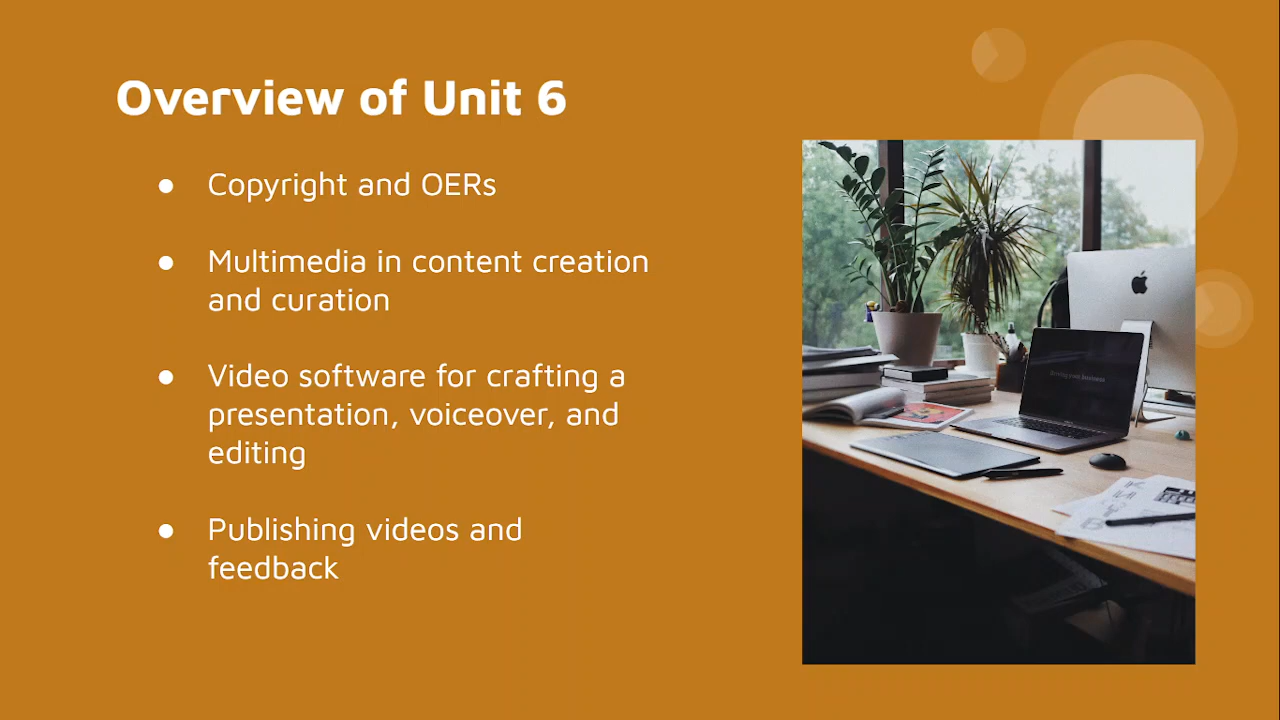 Overview of Unit 6
● Copyright and OERs
● Multimedia in content creation
and curation
● Video software for crafting a
presentation, voiceover, and
editing
● Publishing videos and
feedback